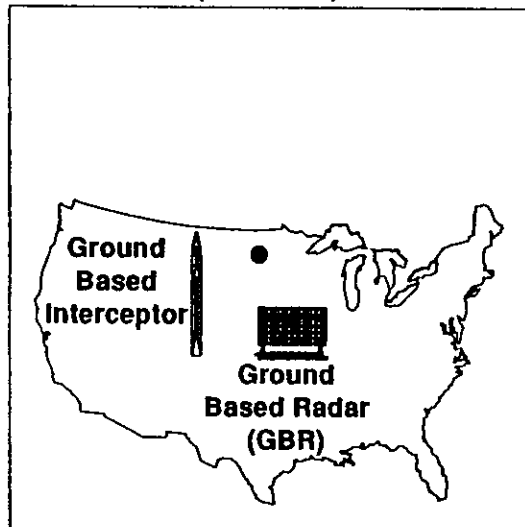 Ground
Based
Interceptor
Ground
Based Radar
(GBR)